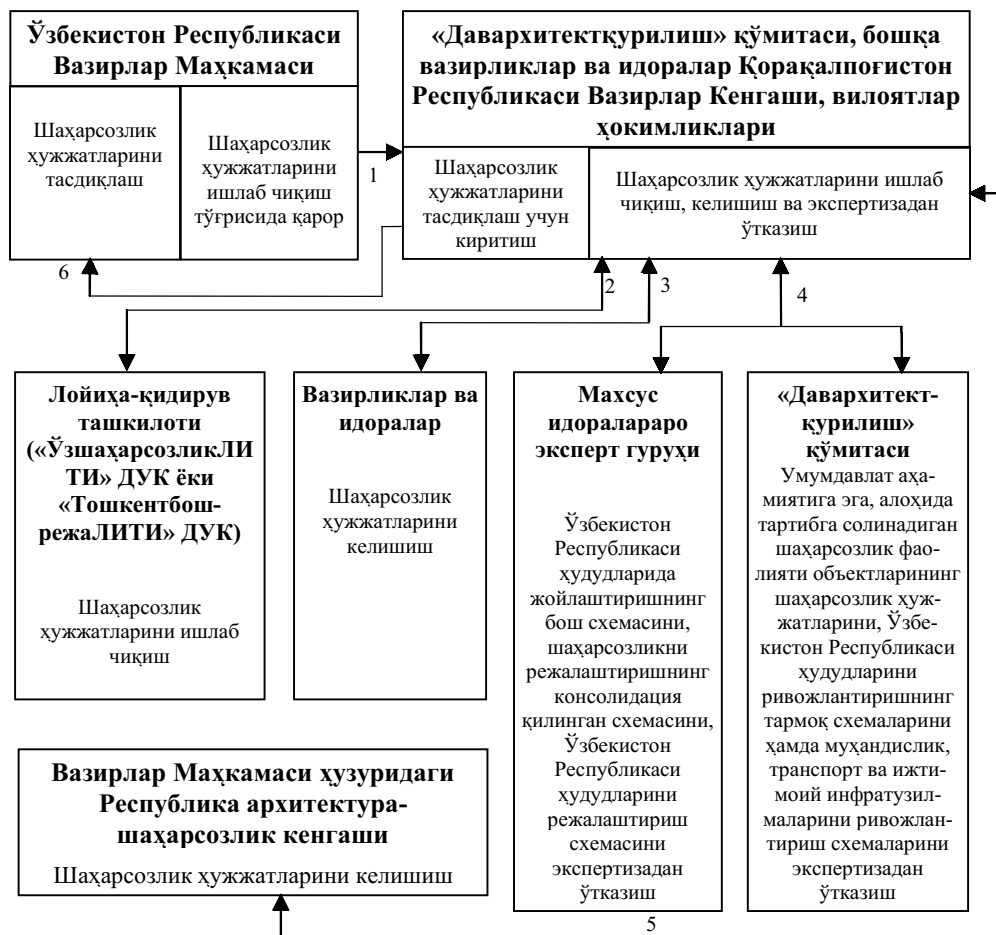 Ўзбекистон Республикаси
Вазирлар Маҳкамаси
Шаҳарсозлик
ҳужжатларини
тасдиқлаш
Шаҳарсозлик
ҳужжатларини
ишлаб чиқиш
тўғрисида қарор
1
«Давархитектқурилиш» қўмитаси, бошқа
вазирликлар ва идоралар Қорақалпоғистон
Республикаси Вазирлар Кенгаши, вилоятлар
ҳокимликлари
Шаҳарсозлик
ҳужжатларини
тасдиқлаш учун
киритиш
Шаҳарсозлик ҳужжатларини ишлаб
чиқиш, келишиш ва экспертизадан
ўтказиш
6
2
3
4
Лойиҳа-қидирув
ташкилоти
(«ЎзшаҳарсозликЛИ
ТИ» ДУК ёки
«Тошкентбош-
режаЛИТИ» ДУК)
Шаҳарсозлик
ҳужжатларини ишлаб
чиқиш
Вазирликлар ва
идоралар
Шаҳарсозлик
ҳужжатларини
келишиш
Махсус
идоралараро
эксперт гуруҳи
Ўзбекистон
Республикаси
ҳудудларида
жойлаштиришнинг
бош схемасини,
шаҳарсозликни
режалаштиришнинг
консолидация
қилинган схемасини,
Ўзбекистон
Республикаси
ҳудудларини
режалаштириш
схемасини
экспертизадан
ўтказиш
«Давархитект-
қурилиш»
қўмитаси
Умумдавлат аҳа-
миятига эга, алоҳида
тартибга солинадиган
шаҳарсозлик фао-
лияти объектларининг
шаҳарсозлик ҳуж-
жатларини, Ўзбе-
кистон Республикаси
ҳудудларини
ривожлантиришнинг
тармоқ схемаларини
ҳамда муҳандислик,
транспорт ва ижти-
моий инфратузил-
маларини ривожлан-
тириш схемаларини
экспертизадан
ўтказиш
Вазирлар Маҳкамаси ҳузуридаги
Республика архитектура-
шаҳарсозлик кенгаши
Шаҳарсозлик ҳужжатларини келишиш
5